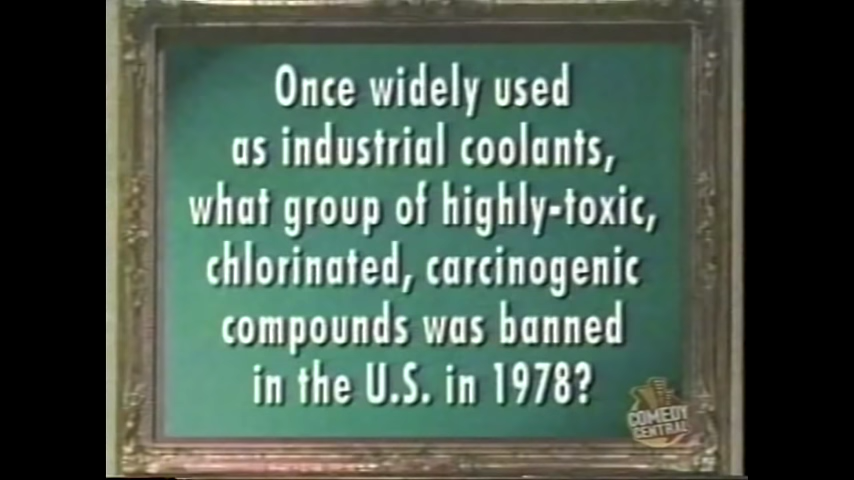 Once widely used
as industrial coolants,
what group of highly-toxic,
chlorinated, carcinogenic
compounds was banned
in the U.S. in 1978?
COMEDY
CENTRAL